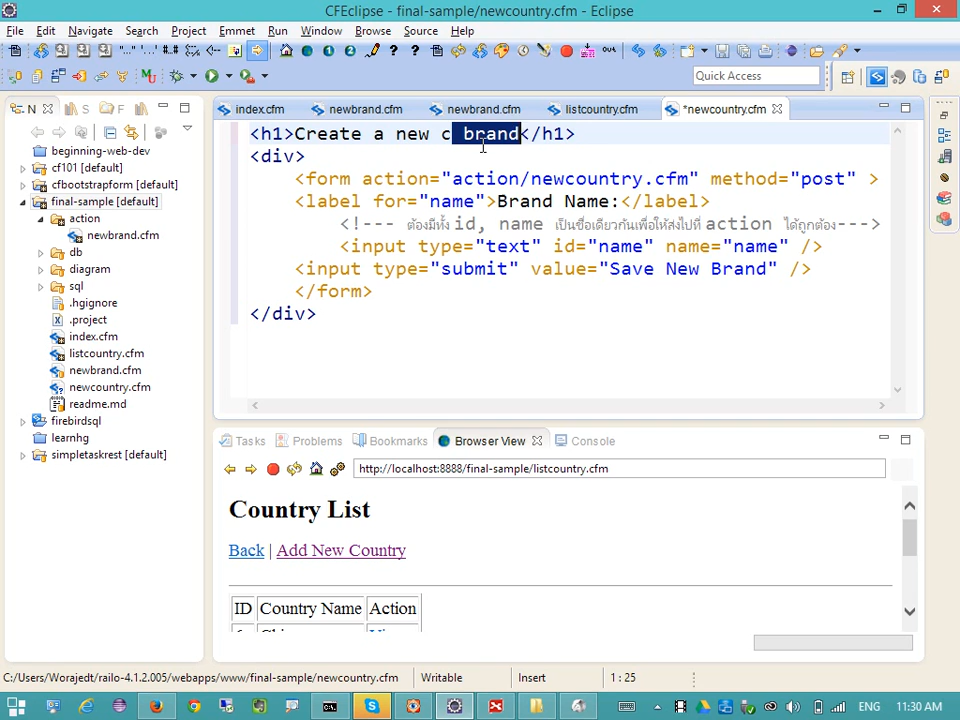 CFEclipse - final-sample/newcountry.cfm - Eclipse
File Edit Navigate Search Project Emmet Run Window Browse Source Help
Quick Access
N S F
index.cfm newbrand.cfm newbrand.cfm listcountry.cfm *newcountry.cfm
beginning-web-dev
cf101 [default]
cfbootstrapform [default]
final-sample [default]
action
newbrand.cfm
db
diagram
sql
.hgignore
.project
index.cfm
listcountry.cfm
newbrand.cfm
newcountry.cfm
readme.md
firebirdsql
learnhg
simpletaskrest [default]
<h1>Create a new c brand</h1>
<div>
<form action="action/newcountry.cfm" method="post" >
<label for="name">Brand Name:</label>
<!--- ต้องมีทั้ง id, name เป็นชื่อเดียวกันเพื่อให้ส่งไปที่ action ได้ถูกต้อง--->
<input type="text" id="name" name="name" />
<input type="submit" value="Save New Brand" />
</form>
</div>
Tasks Problems Bookmarks Browser View Console
http://localhost:8888/final-sample/listcountry.cfm
Country List
Back | Add New Country
ID Country Name Action
C:/Users/Worajedt/railo-4.1.2.005/webapps/www/final-sample/newcountry.cfm Writable Insert 1 : 25
ENG 11:30 AM